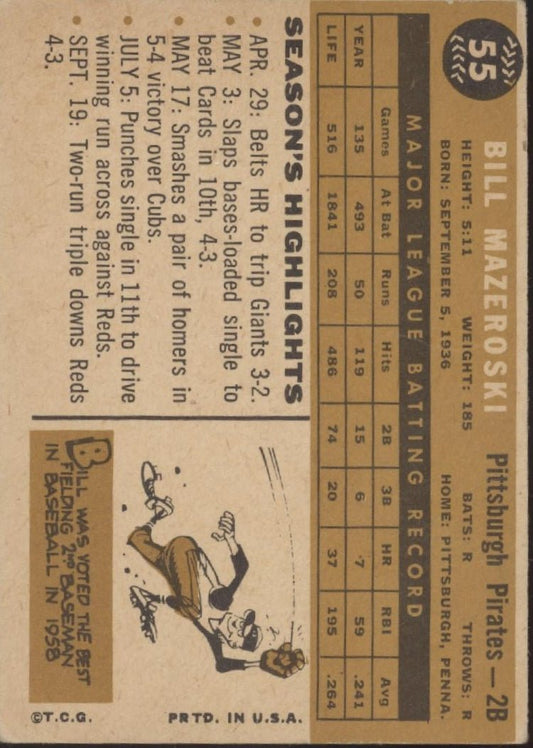 55
BILL MAZEROSKI Pittsburgh Pirates — 2B
HEIGHT: 5:11 WEIGHT: 185 BATS: R THROWS: R
BORN: SEPTEMBER 5, 1936 HOME: PITTSBURGH, PENNA.
MAJOR LEAGUE BATTING RECORD
Games At Bat Runs Hits 2B 3B HR RBI Avg
YEAR 135 493 50 119 15 6 7 59 .241
LIFE 516 1841 208 486 74 20 37 195 .264
SEASON'S HIGHLIGHTS
• APR. 29: Belts HR to trip Giants 3-2.
• MAY 3: Slaps bases-loaded single to
beat Cards in 10th, 4-3.
• MAY 17: Smashes a pair of homers in
5-4 victory over Cubs.
• JULY 5: Punches single in 11th to drive
winning run across against Reds.
• SEPT. 19: Two-run triple downs Reds
4-3.
BILL WAS VOTED THE BEST
FIELDING 2ND BASEMAN
IN BASEBALL IN 1958
©T.C.G. PRTD. IN U.S.A.